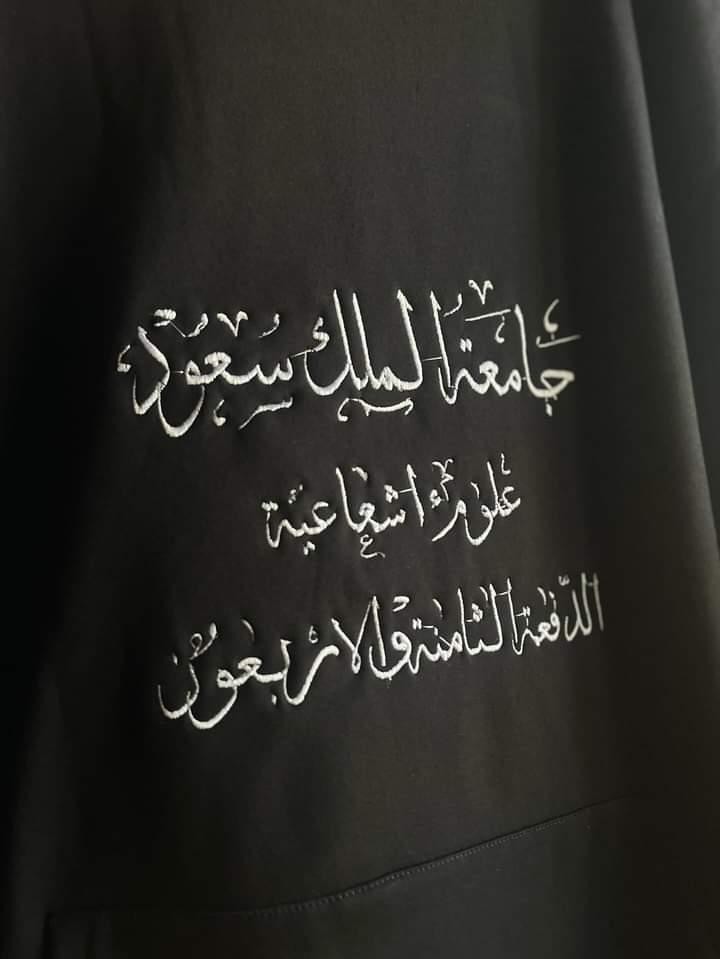 جامعة الملك سعود
علوم اشعاعية
الدفعة الثامنة والاربعون